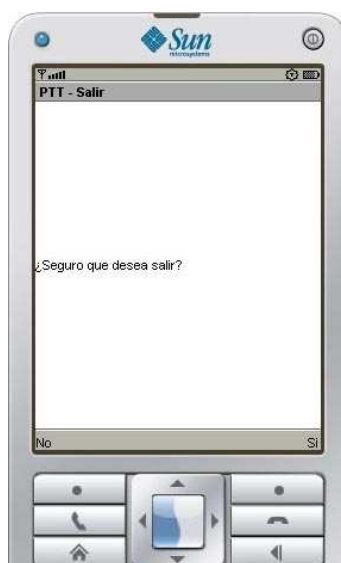 Sun
microsystems
PTT - Salir
¿Seguro que desea salir?
No Si